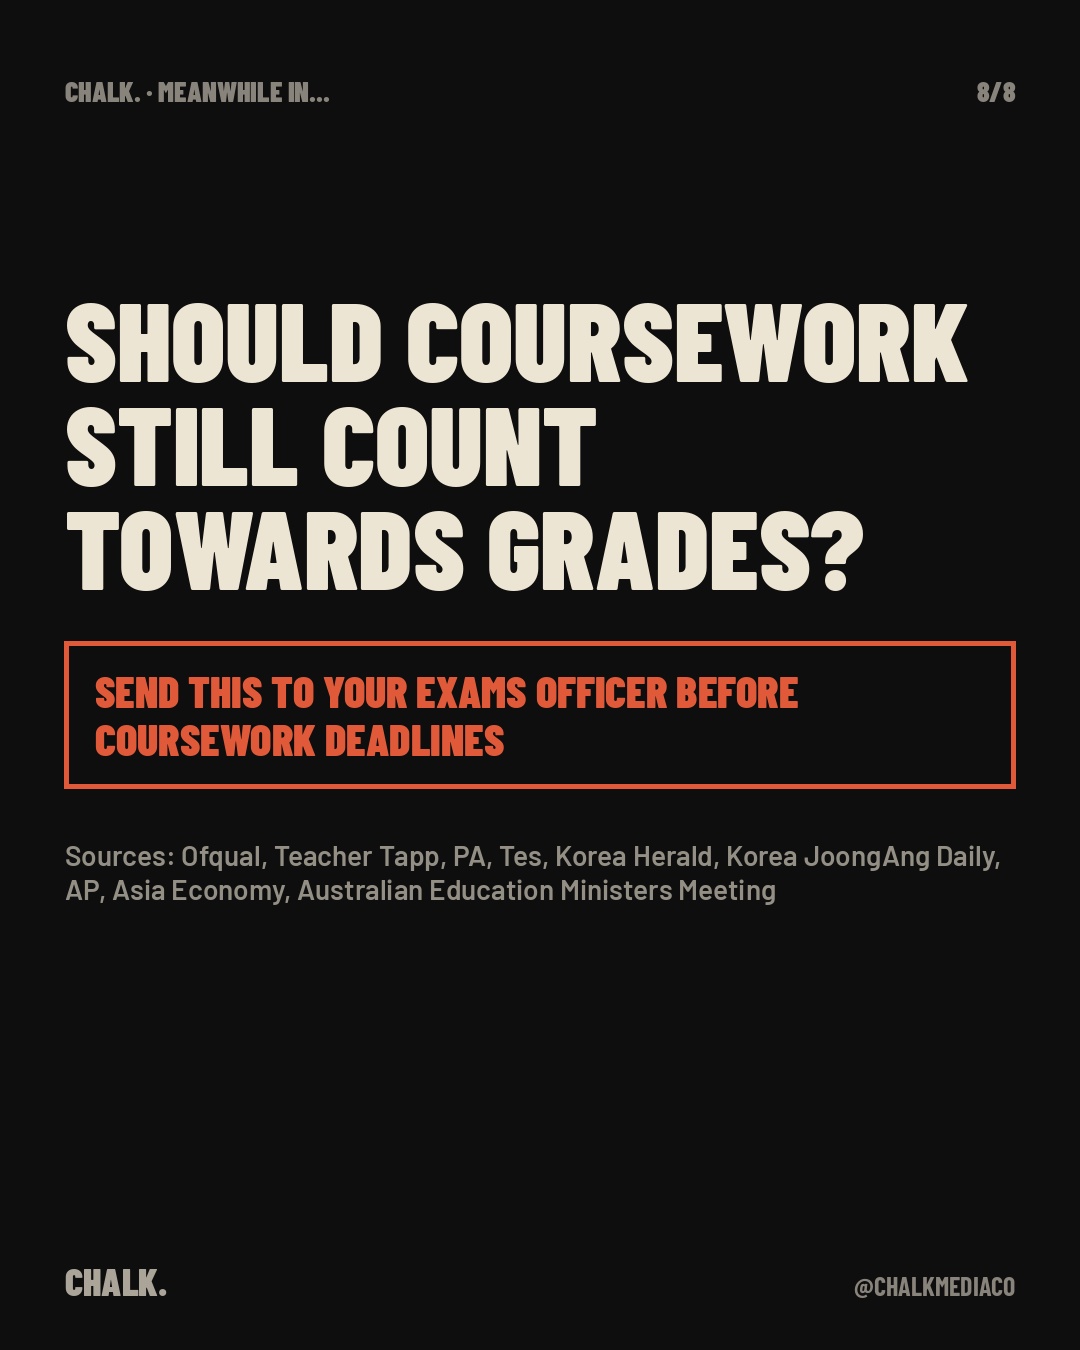 CHALK. · MEANWHILE IN...
8/8
SHOULD COURSEWORK
STILL COUNT
TOWARDS GRADES?
SEND THIS TO YOUR EXAMS OFFICER BEFORE
COURSEWORK DEADLINES
Sources: Ofqual, Teacher Tapp, PA, Tes, Korea Herald, Korea JoongAng Daily,
AP, Asia Economy, Australian Education Ministers Meeting
CHALK.
@CHALKMEDIACO